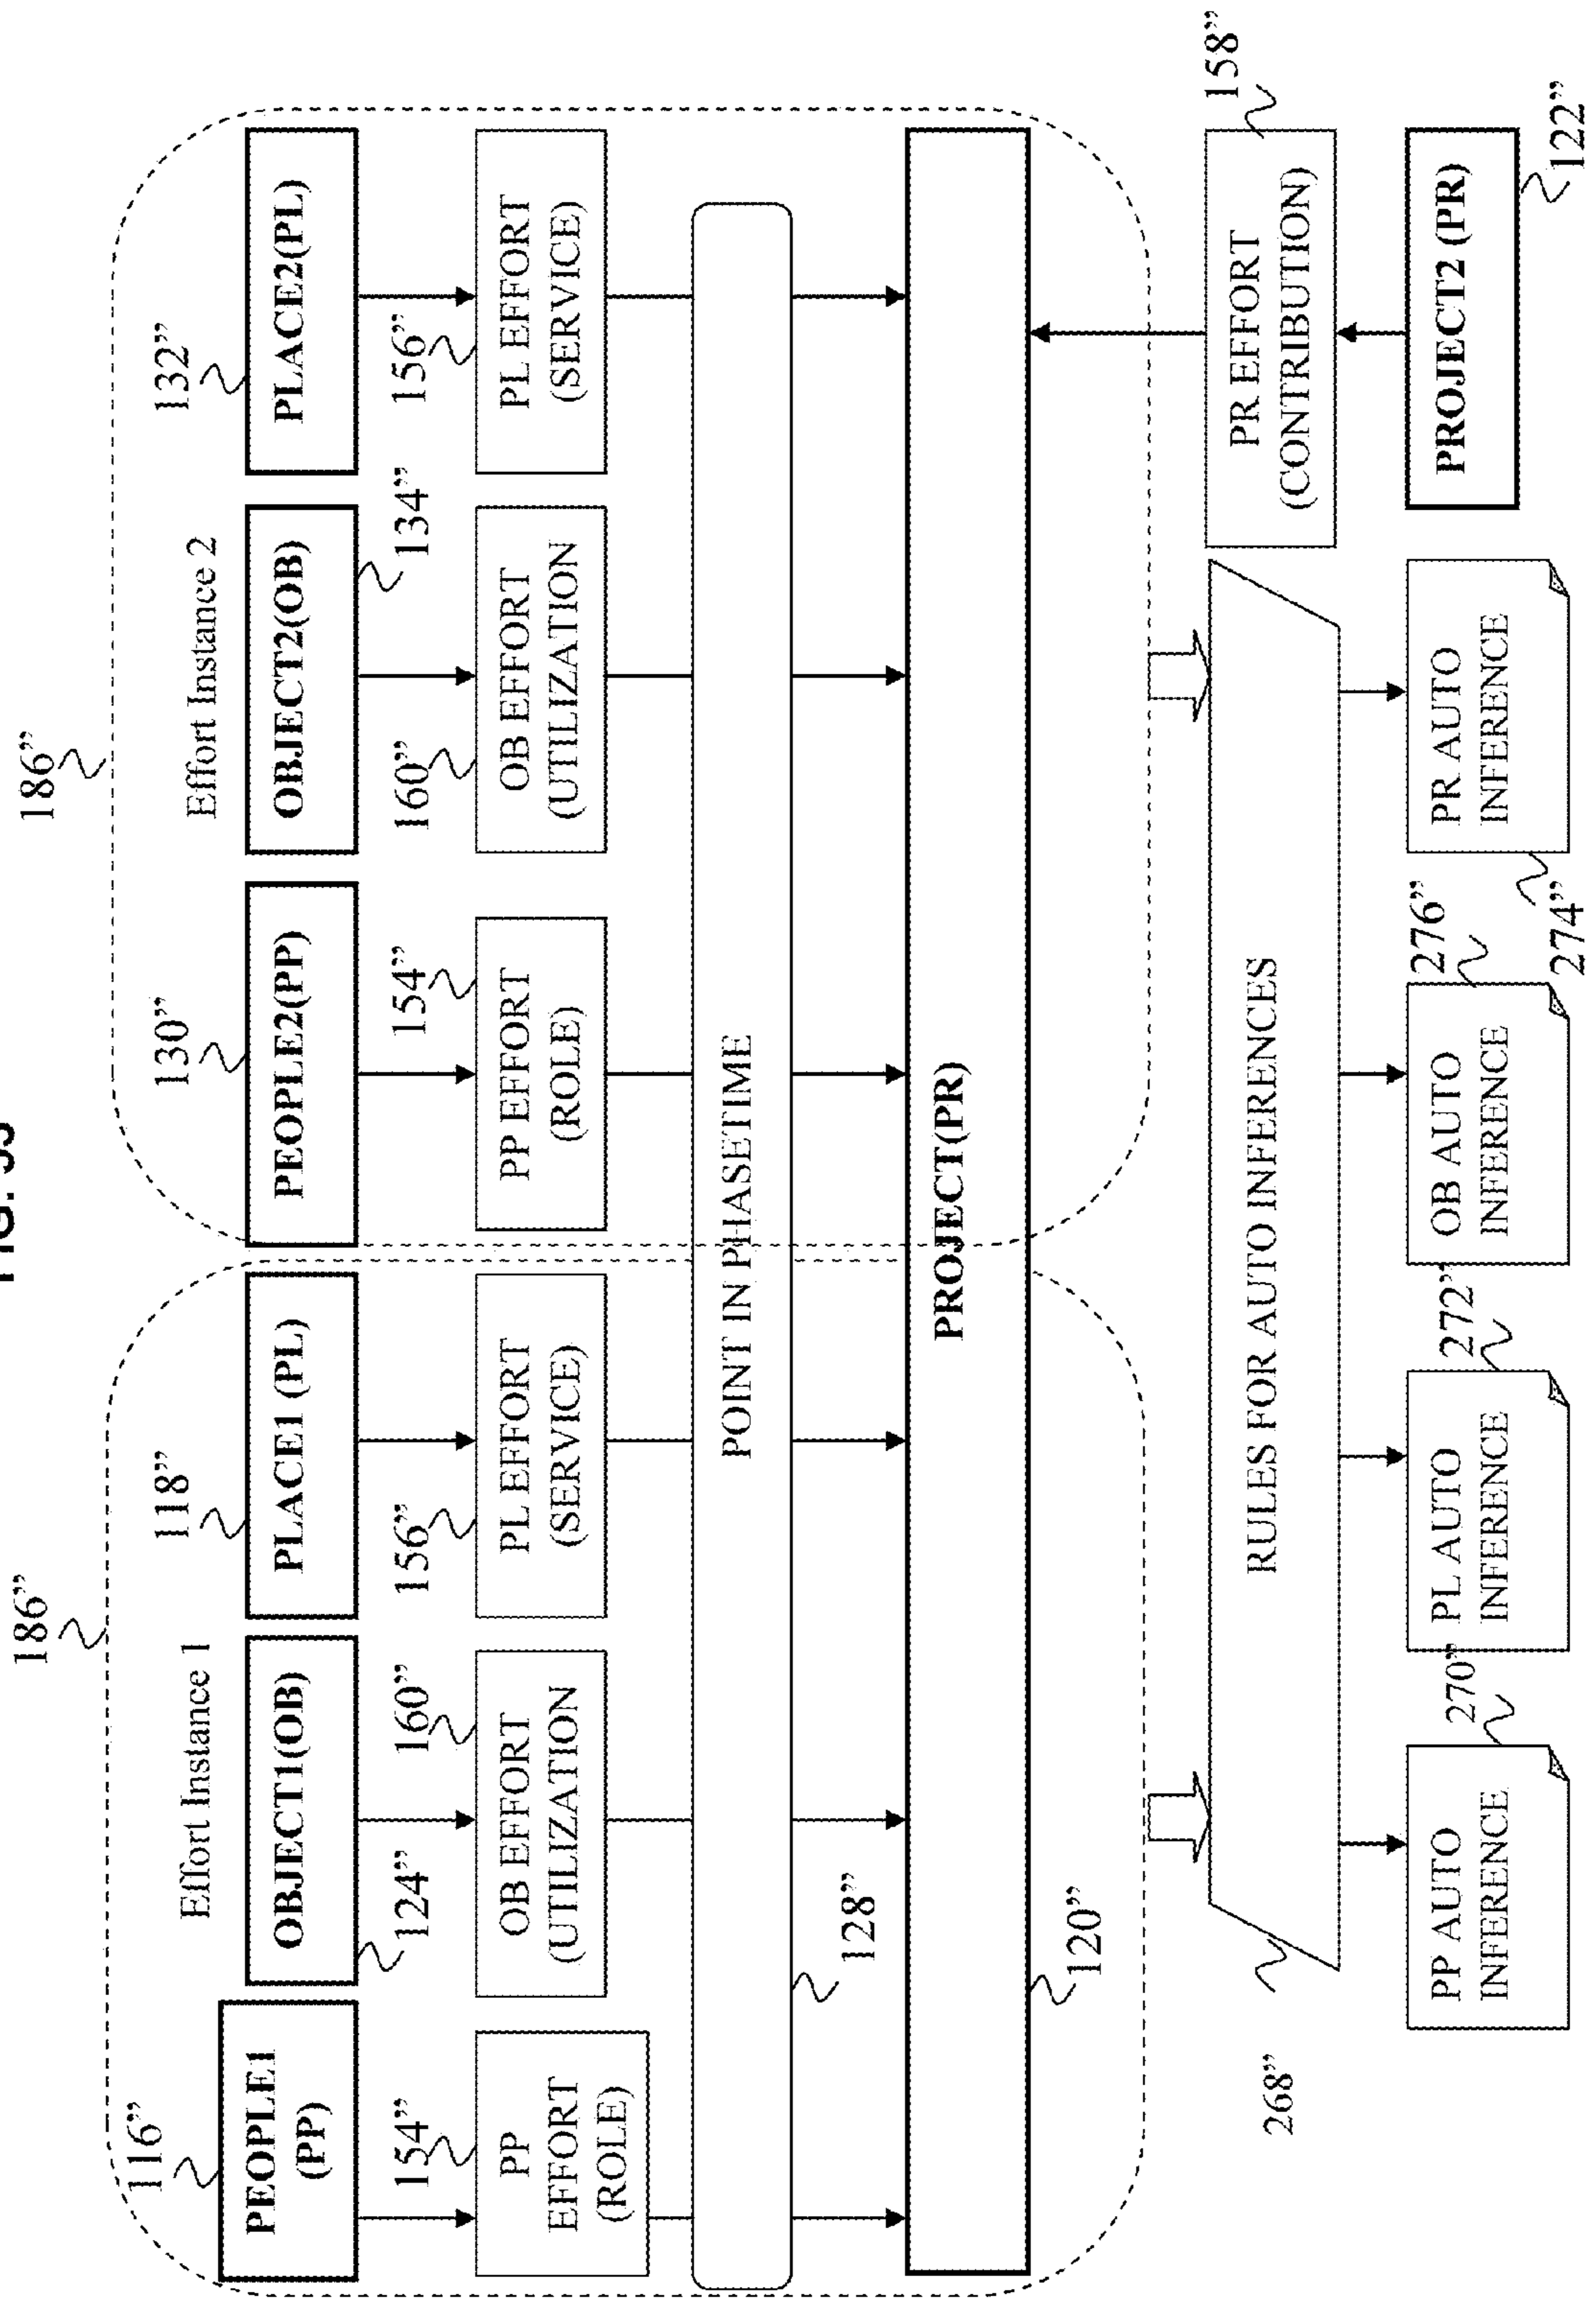 186”
186”
Effort Instance 1
Effort Instance 2
116”
118”
130”
132”
PEOPLE1
(PP)
OBJECT1(OB)
PLACE1 (PL)
PEOPLE2(PP)
OBJECT2(OB)
PLACE2(PL)
154”
124”
160”
156”
154”
160”
134”
156”
PP
EFFORT
(ROLE)
OB EFFORT
(UTILIZATION
PL EFFORT
(SERVICE)
PP EFFORT
(ROLE)
OB EFFORT
(UTILIZATION
PL EFFORT
(SERVICE)
POINT IN PHASETIME
128”
PROJECT(PR)
120”
268”
RULES FOR AUTO INFERENCES
PR EFFORT
(CONTRIBUTION)
158”
270”
272”
276”
PP AUTO
INFERENCE
PL AUTO
INFERENCE
OB AUTO
INFERENCE
PR AUTO
INFERENCE
PROJECT2 (PR)
274”
122”